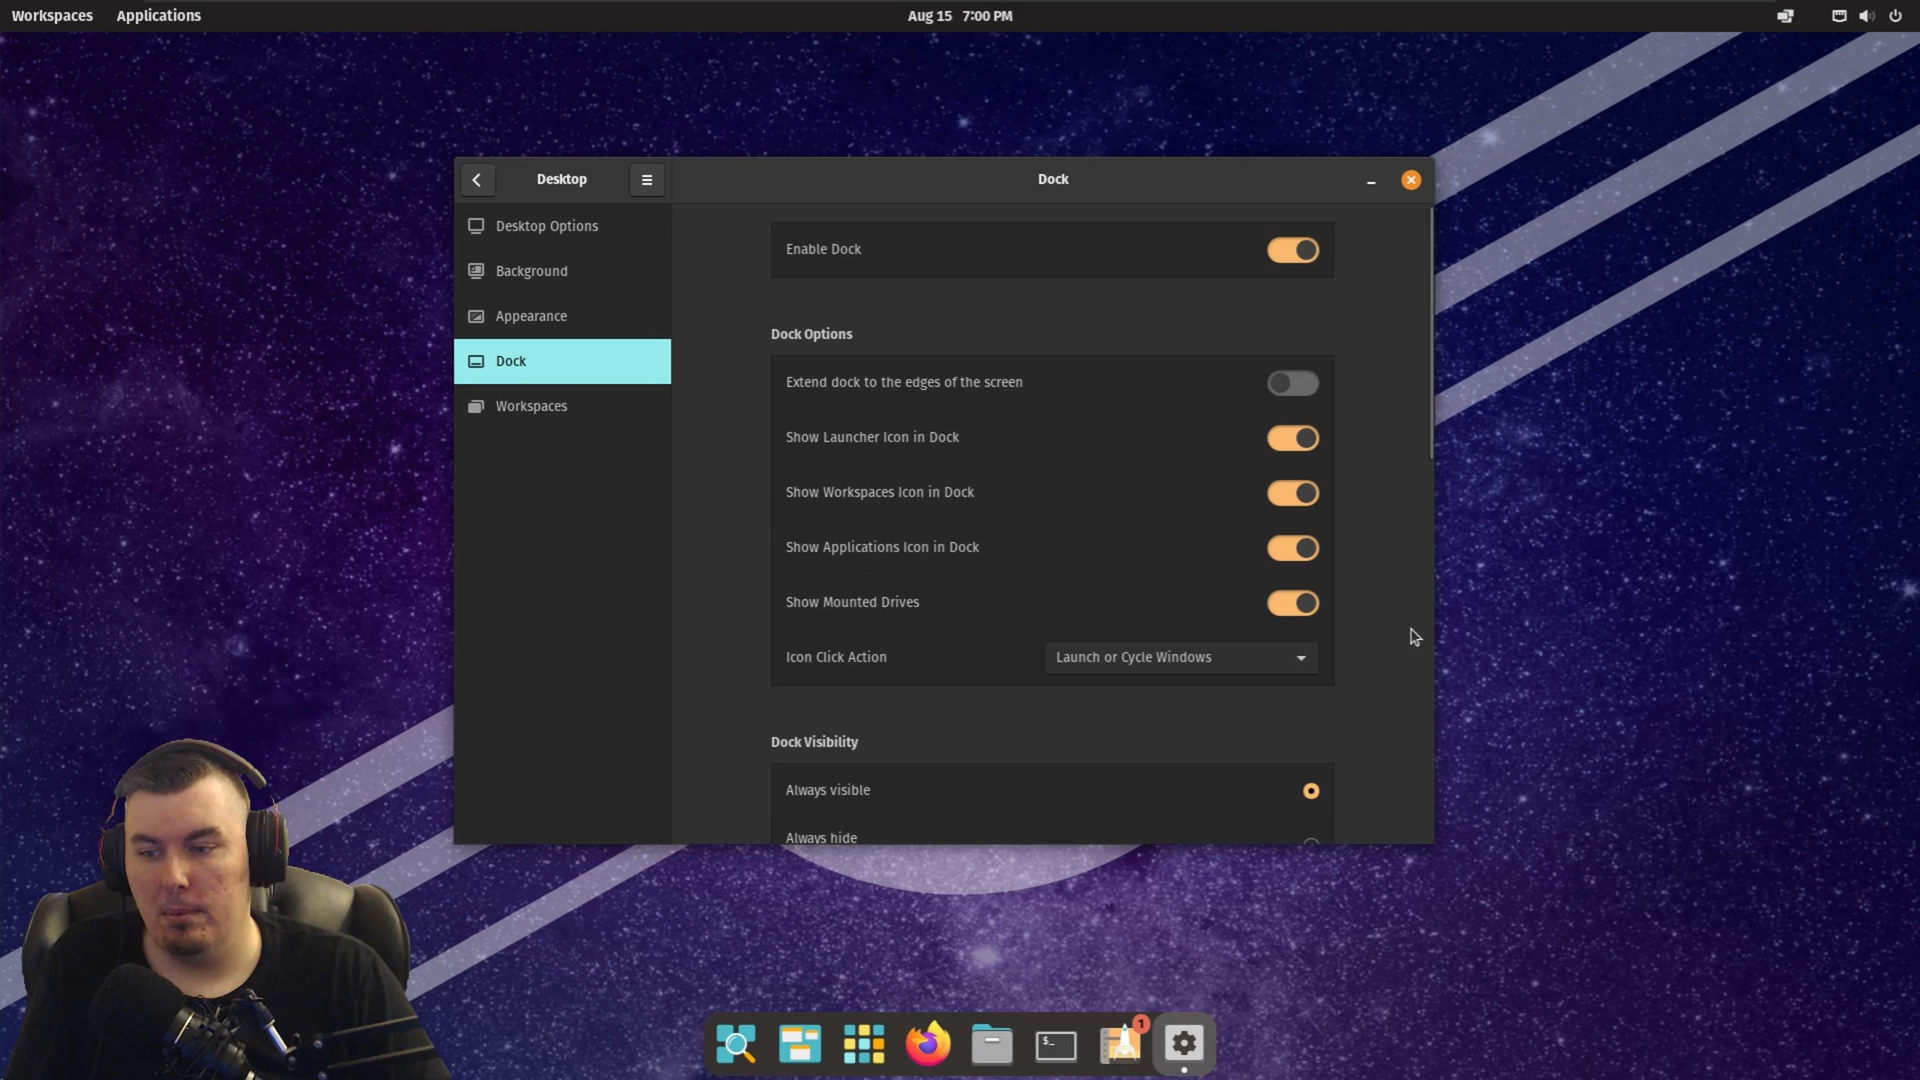 Workspaces Applications Aug 15 7:00 PM
Desktop Dock
Desktop Options
Background
Appearance
Dock
Workspaces
Enable Dock
Dock Options
Extend dock to the edges of the screen
Show Launcher Icon in Dock
Show Workspaces Icon in Dock
Show Applications Icon in Dock
Show Mounted Drives
Icon Click Action Launch or Cycle Windows
Dock Visibility
Always visible
Always hide
$_ 1